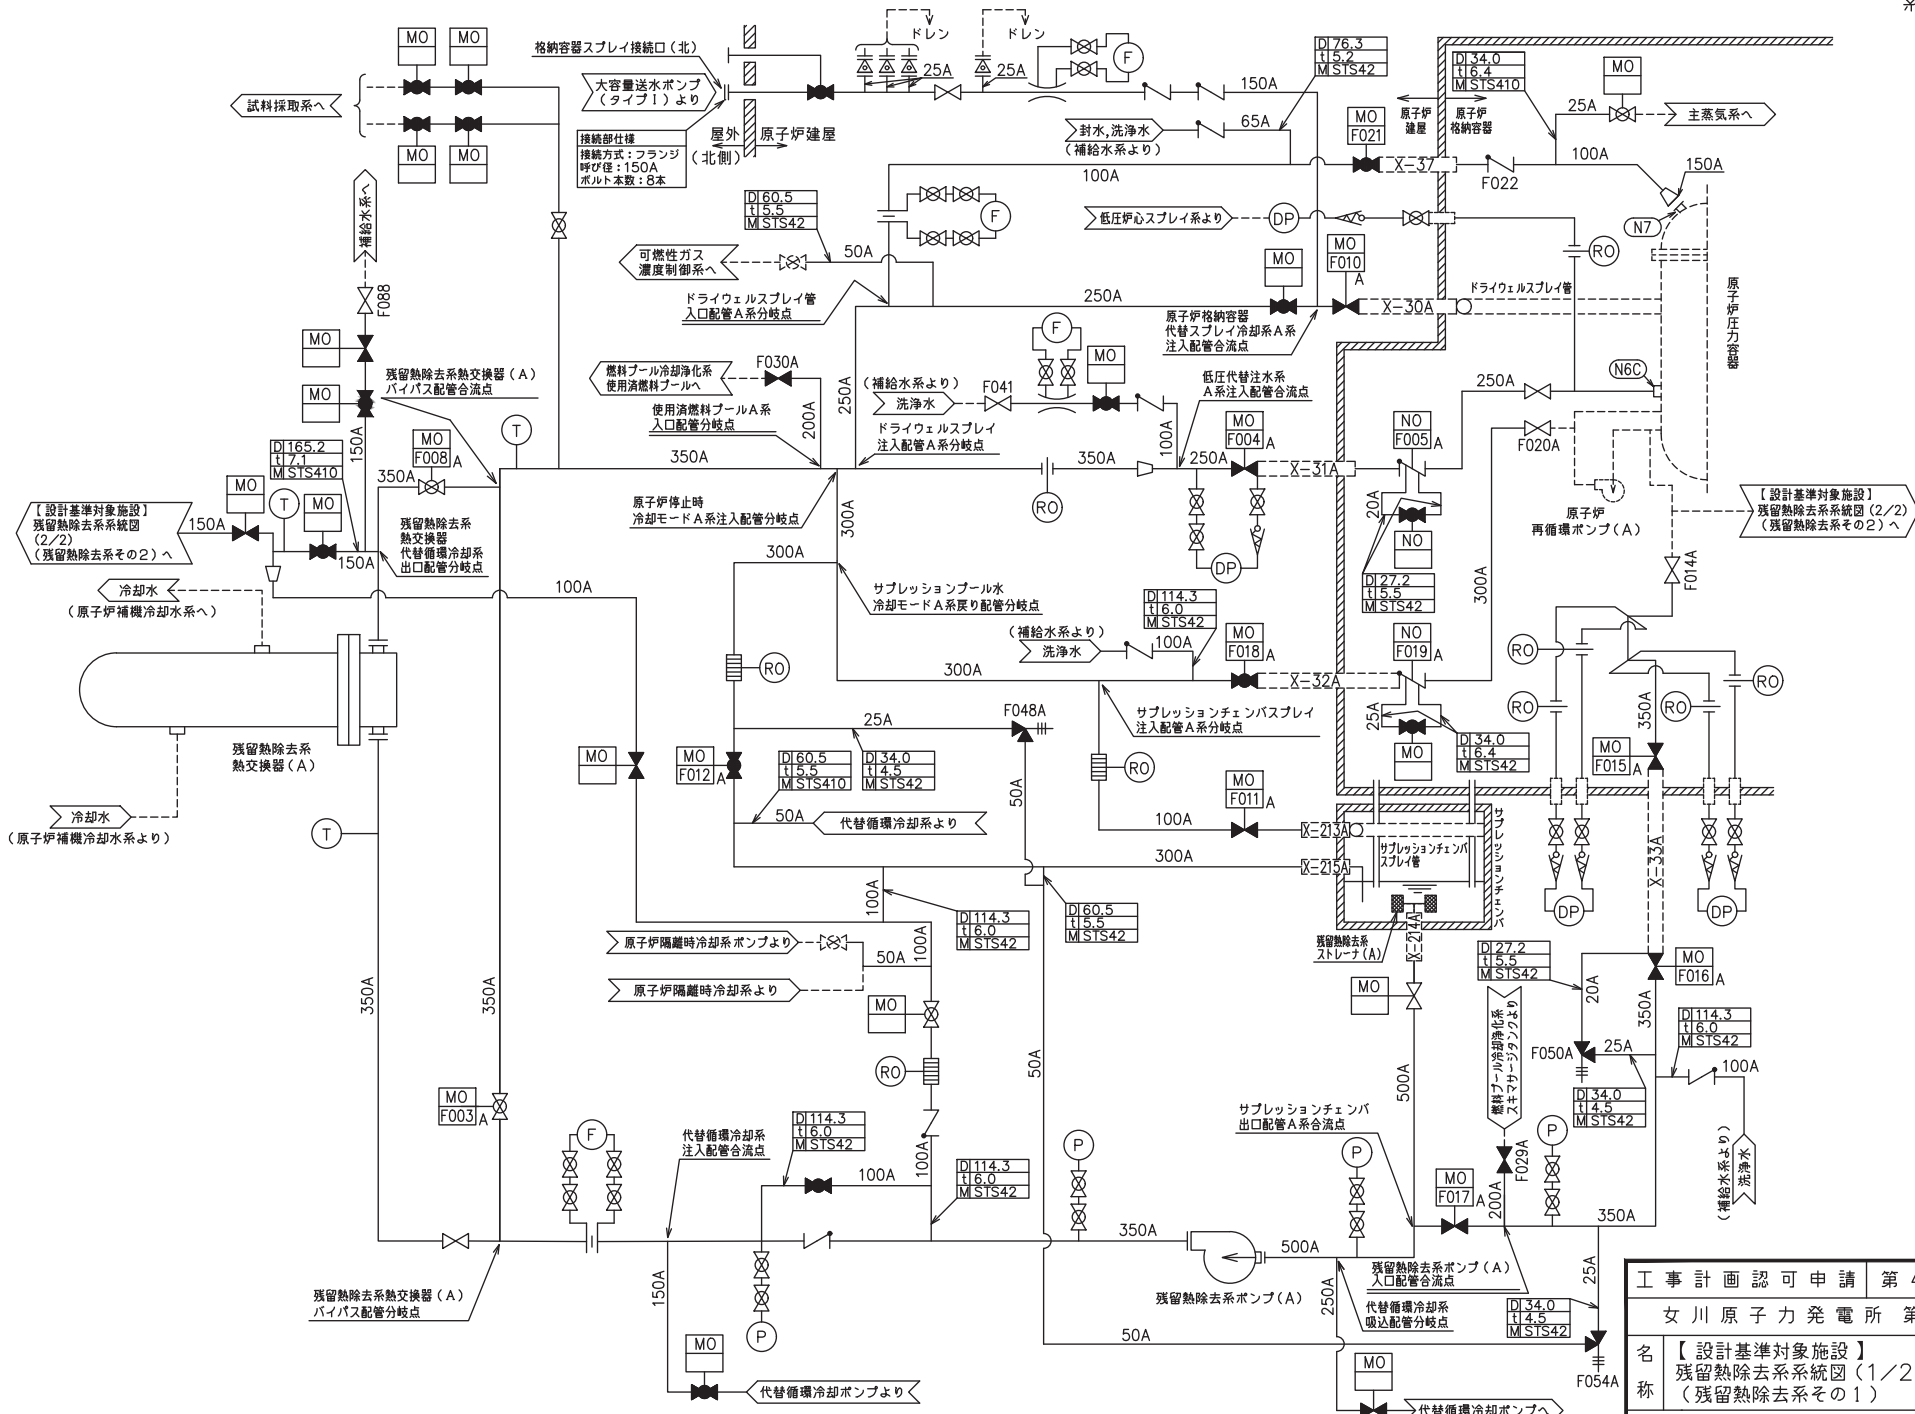 系
MO
MO
試料採取系へ
MO
MO
格納容器スプレイ接続口(北)
大容量送水ポンプ
(タイプⅠ)より
接続部仕様
接続方式:フランジ
呼び径:150A
ボルト本数:8本
屋外
(北側)
原子炉建屋
ドレン
ドレン
25A
25A
F
150A
D 76.3
t 5.2
M STS42
封水,洗浄水
(補給水系より)
65A
MO
F021
原子炉
建屋
原子炉
格納容器
D 34.0
t 6.4
M STS410
MO
25A
主蒸気系へ
100A
X-37
F022
100A
150A
N7
補給水系へ
F088
D 60.5
t 5.5
M STS42
F
可燃性ガス
濃度制御系へ
50A
低圧炉心スプレイ系より
DP
RO
MO
MO
F010
A
ドライウェルスプレイ管
入口配管A系分岐点
250A
X-30A
ドライウェルスプレイ管
原子炉圧力容器
原子炉格納容器
代替スプレイ冷却系A系
注入配管合流点
MO
MO
150A
残留熱除去系熱交換器(A)
バイパス配管合流点
燃料プール冷却浄化系
使用済燃料プールへ
F030A
200A
250A
使用済燃料プールA系
入口配管分岐点
(補給水系より)
洗浄水
F041
F
MO
100A
ドライウェルスプレイ
注入配管A系分岐点
低圧代替注水系
A系注入配管合流点
250A
N6C
D 165.2
t 7.1
M STS410
T
MO
F008 A
350A
350A
RO
350A
250A
MO
F004 A
X-31A
NO
F005 A
F020A
【設計基準対象施設】
残留熱除去系系統図
(2/2)
(残留熱除去系その2)へ
150A
MO
T
MO
150A
残留熱除去系
熱交換器
代替循環冷却系
出口配管分岐点
原子炉停止時
冷却モードA系注入配管分岐点
300A
DP
20A
NO
D 27.2
t 5.5
M STS42
原子炉
再循環ポンプ(A)
【設計基準対象施設】
残留熱除去系系統図(2/2)
(残留熱除去系その2)へ
F014A
冷却水
(原子炉補機冷却水系へ)
100A
300A
サプレッションプール水
冷却モードA系戻り配管分岐点
(補給水系より)
洗浄水
100A
D 114.3
t 6.0
M STS42
MO
F018 A
300A
X-32A
NO
F019 A
300A
RO
RO
RO
RO
RO
サプレッションチェンバスプレイ
注入配管A系分岐点
25A
MO
D 34.0
t 6.4
M STS42
350A
MO
F015 A
残留熱除去系
熱交換器(A)
冷却水
(原子炉補機冷却水系より)
T
MO
MO
F012 A
25A
F048A
D 60.5
t 5.5
M STS410
D 34.0
t 4.5
M STS42
50A
50A
代替循環冷却系より
RO
MO
F011 A
100A
X-213A
300A
X-215A
サプレッションチェンバ
スプレイ管
サプレッションチェンバ
X-33A
DP
DP
100A
D 114.3
t 6.0
M STS42
D 60.5
t 5.5
M STS42
残留熱除去系
ストレーナ(A)
X-214A
原子炉隔離時冷却系ポンプより
50A
100A
原子炉隔離時冷却系より
MO
RO
350A
350A
50A
MO
500A
D 27.2
t 5.5
M STS42
20A
MO
F016 A
350A
D 114.3
t 6.0
M STS42
F050A
25A
100A
燃料プール冷却浄化系
スキマサージタンクより
D 34.0
t 4.5
M STS42
洗浄水
(補給水系より)
MO
F003 A
F
代替循環冷却系
注入配管合流点
D 114.3
t 6.0
M STS42
100A
100A
D 114.3
t 6.0
M STS42
P
サプレッションチェンバ
出口配管A系合流点
P
MO
F017 A
F029A
200A
P
350A
350A
500A
残留熱除去系ポンプ(A)
残留熱除去系ポンプ(A)
入口配管合流点
250A
代替循環冷却系
吸込配管分岐点
25A
D 34.0
t 4.5
M STS42
残留熱除去系熱交換器(A)
バイパス配管分岐点
150A
P
50A
F054A
MO
代替循環冷却ポンプより
MO
代替循環冷却ポンプへ
工事計画認可申請 第4
女川原子力発電所 第
名称
【設計基準対象施設】
残留熱除去系系統図(1/2
(残留熱除去系その1)